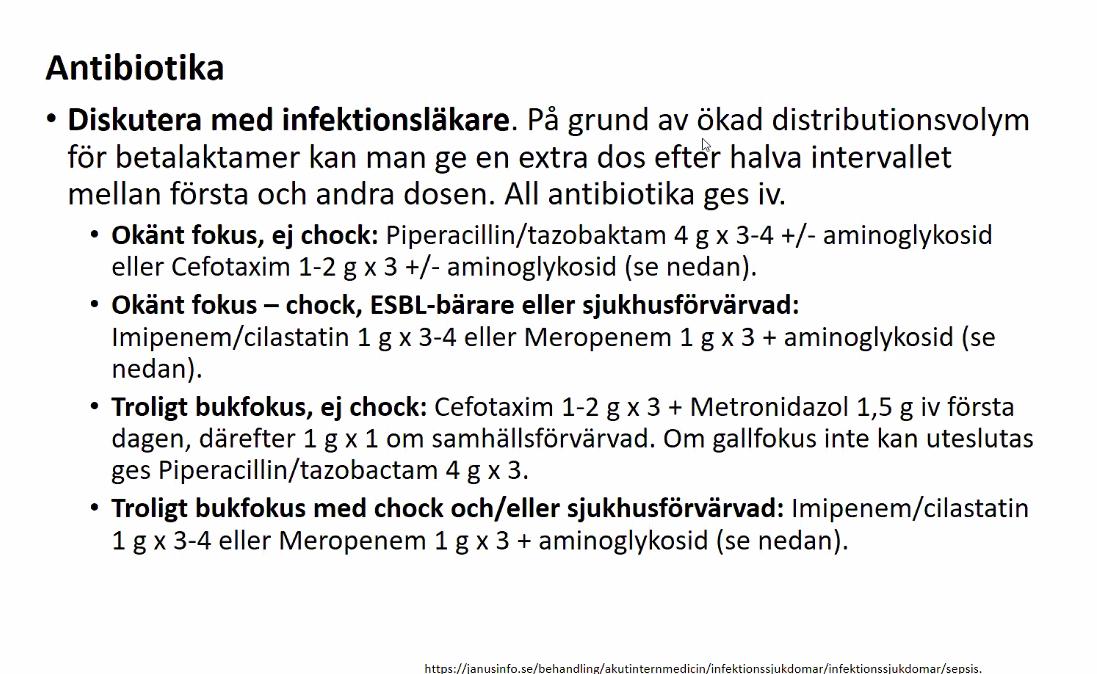 Antibiotika
• Diskutera med infektionsläkare. På grund av ökad distributionsvolym
för betalaktamer kan man ge en extra dos efter halva intervallet
mellan första och andra dosen. All antibiotika ges iv.
• Okänt fokus, ej chock: Piperacillin/tazobaktam 4 g x 3-4 +/- aminoglykosid
eller Cefotaxim 1-2 g x 3 +/- aminoglykosid (se nedan).
• Okänt fokus – chock, ESBL-bärare eller sjukhusförvärvad:
Imipenem/cilastatin 1 g x 3-4 eller Meropenem 1 g x 3 + aminoglykosid (se
nedan).
• Troligt bukfokus, ej chock: Cefotaxim 1-2 g x 3 + Metronidazol 1,5 g iv första
dagen, därefter 1 g x 1 om samhällsförvärvad. Om gallfokus inte kan uteslutas
ges Piperacillin/tazobactam 4 g x 3.
• Troligt bukfokus med chock och/eller sjukhusförvärvad: Imipenem/cilastatin
1 g x 3-4 eller Meropenem 1 g x 3 + aminoglykosid (se nedan).
https://janusinfo.se/behandling/akutinternmedicin/infektionssjukdomar/infektionssjukdomar/sepsis.